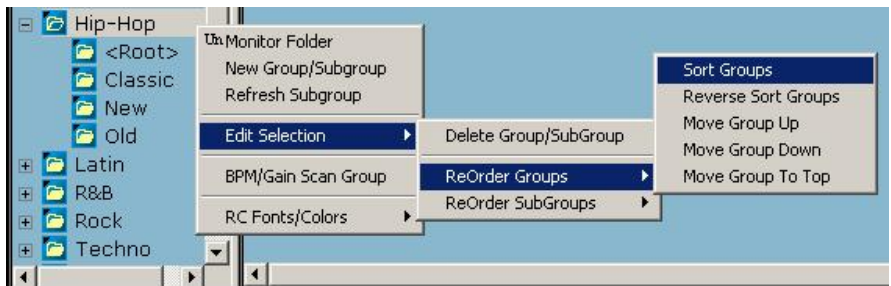 Hip-Hop
<Root>
Classic
New
Old
Latin
R&B
Rock
Techno
UnMonitor Folder
New Group/Subgroup
Refresh Subgroup
Edit Selection
BPM/Gain Scan Group
RC Fonts/Colors
Delete Group/SubGroup
ReOrder Groups
ReOrder SubGroups
Sort Groups
Reverse Sort Groups
Move Group Up
Move Group Down
Move Group To Top